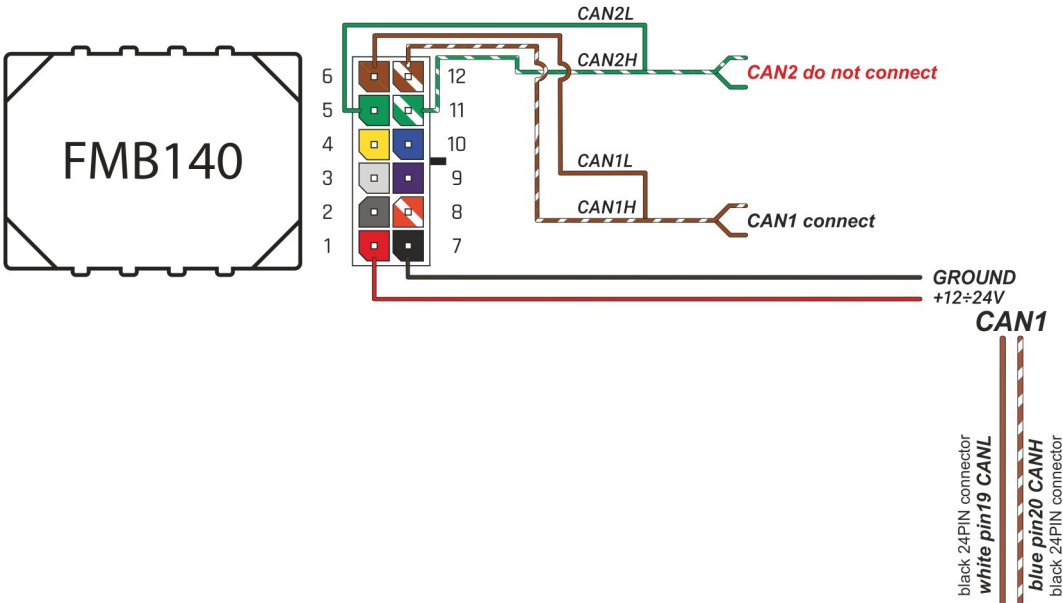 CAN2L
CAN2H
CAN2 do not connect
FMB140
6
12
5
11
4
10
3
9
2
8
1
7
CAN1L
CAN1H
CAN1 connect
GROUND
+12÷24V
CAN1
black 24PIN connector
white pin19 CANL
blue pin20 CANH
black 24PIN connector